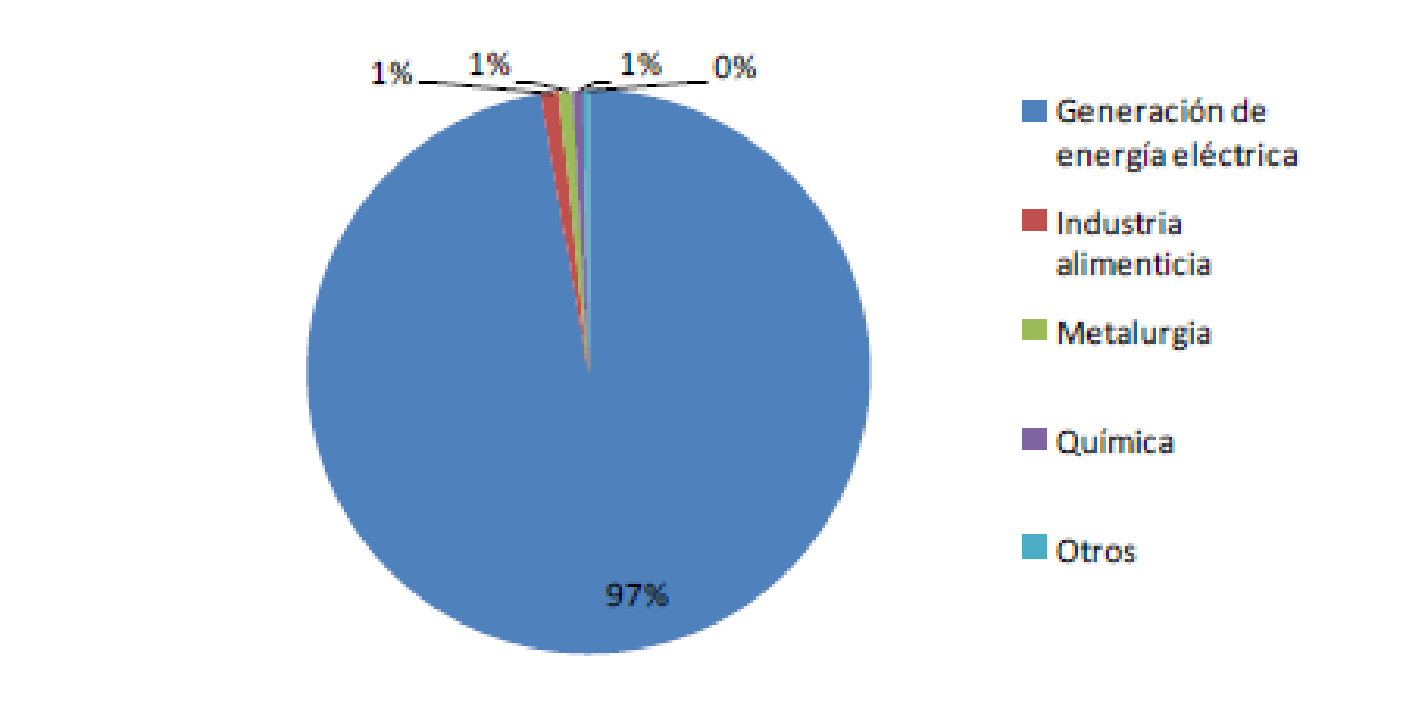 1% 1% 1% 0%
Generación de
energía eléctrica
Industria
alimenticia
Metalurgia
Química
Otros
97%